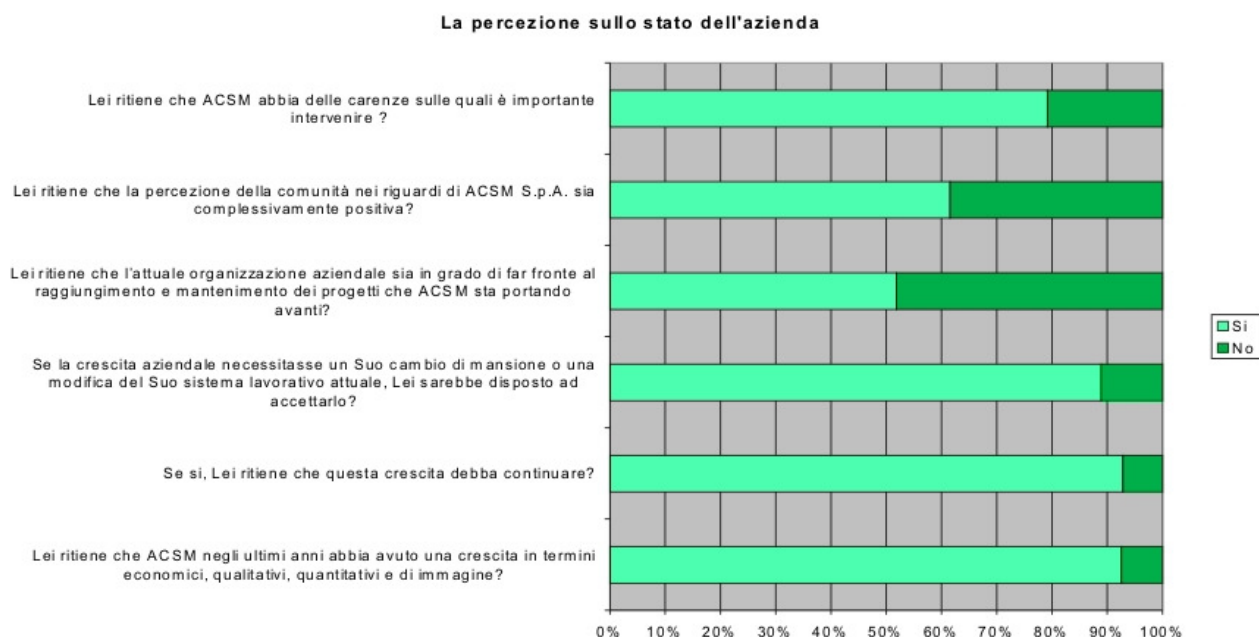 La percezione sullo stato dell'azienda
Lei ritiene che ACSM abbia delle carenze sulle quali è importante
intervenire ?
Lei ritiene che la percezione della comunità nei riguardi di ACSM S.p.A. sia
complessivamente positiva?
Lei ritiene che l'attuale organizzazione aziendale sia in grado di far fronte al
raggiungimento e mantenimento dei progetti che ACSM sta portando
avanti?
Se la crescita aziendale necessitasse un Suo cambio di mansione o una
modifica del Suo sistema lavorativo attuale, Lei sarebbe disposto ad
accettarlo?
Se si, Lei ritiene che questa crescita debba continuare?
Lei ritiene che ACSM negli ultimi anni abbia avuto una crescita in termini
economici, qualitativi, quantitativi e di immagine?
0% 10% 20% 30% 40% 50% 60% 70% 80% 90% 100%
Si
No